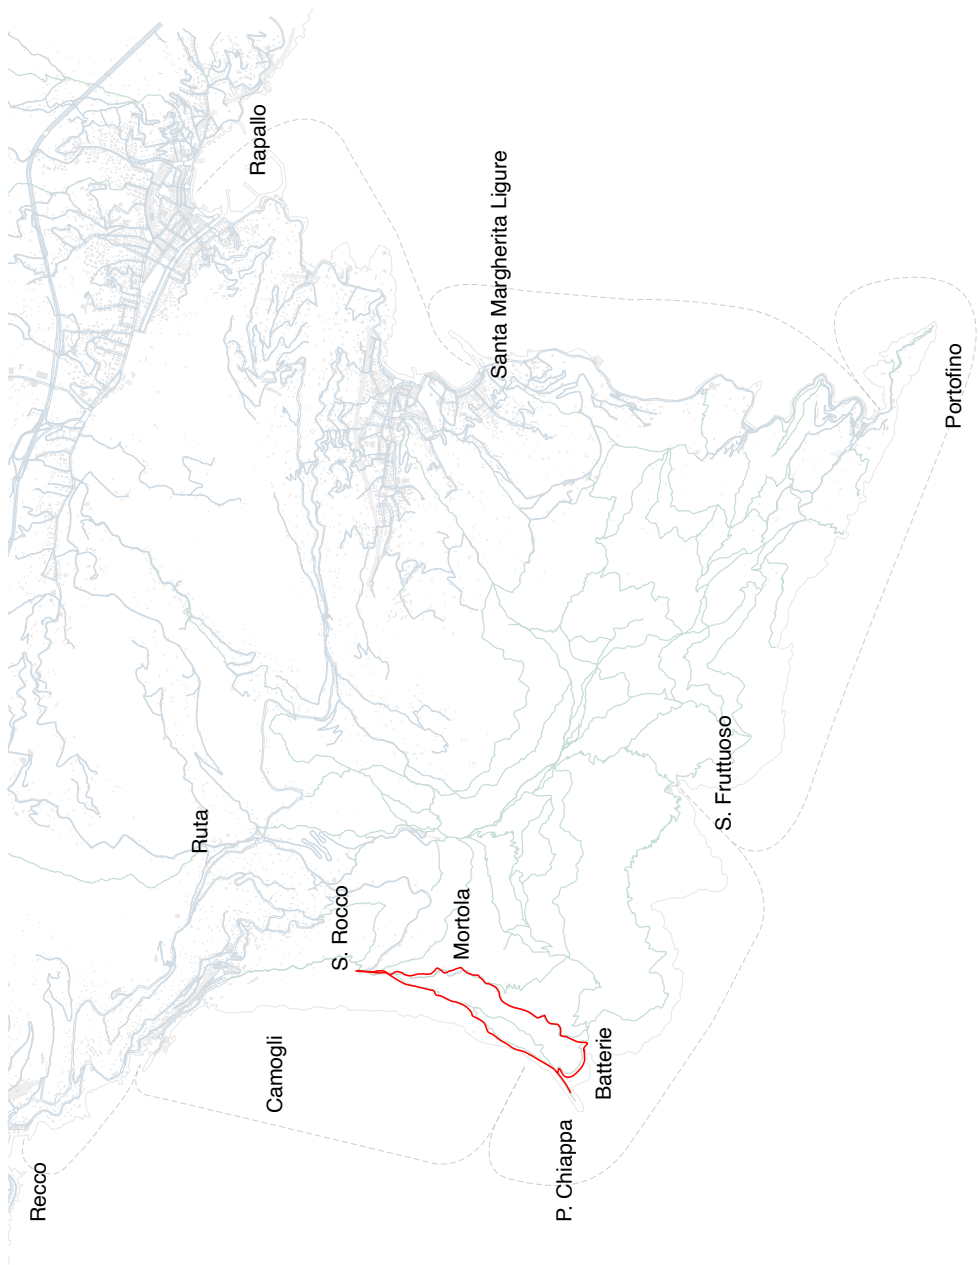 Recco
Camogli
Ruta
Rapallo
S. Rocco
Mortola
Santa Margherita Ligure
P. Chiappa
Batterie
S. Fruttuoso
Portofino